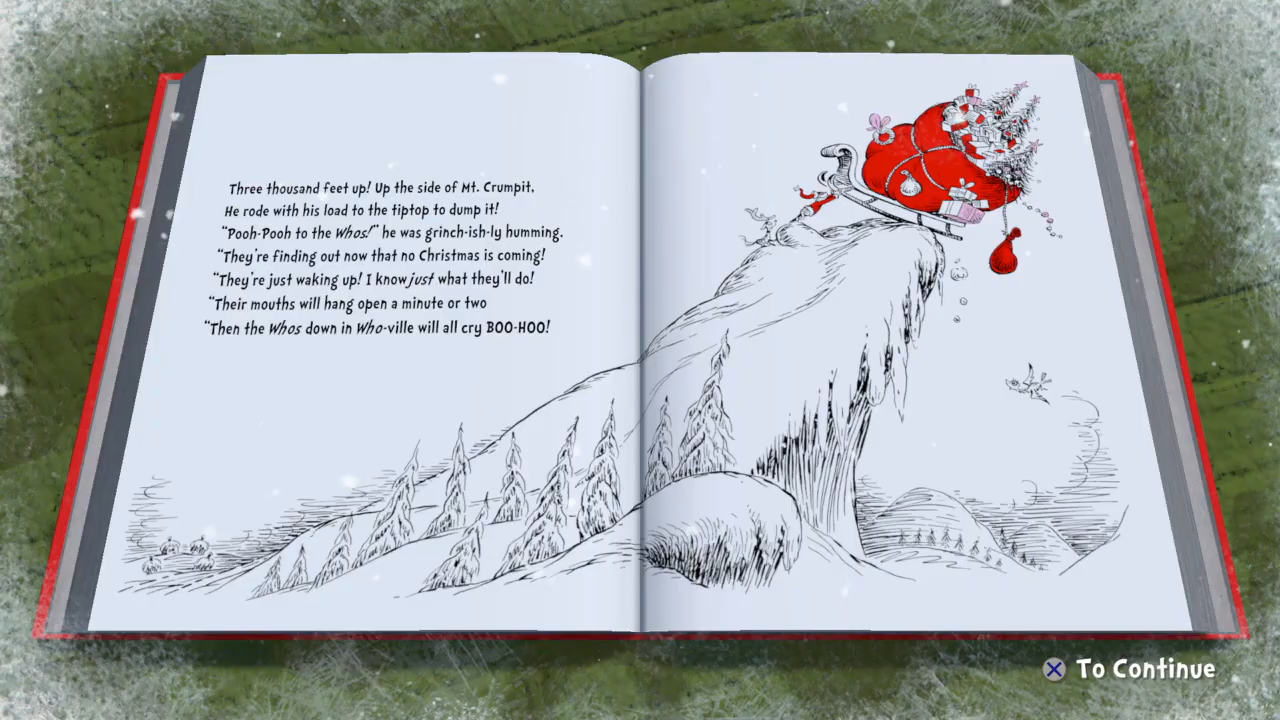 Three thousand feet up! Up the side of Mt. Crumpit,
He rode with his load to the tiptop to dump it!
“Pooh-Pooh to the Whos!” he was grinch-ish-ly humming.
“They're finding out now that no Christmas is coming!
“They're just waking up! I know just what they'll do!
“Their mouths will hang open a minute or two
“Then the Whos down in Who-ville will all cry BOO-HOO!
To Continue